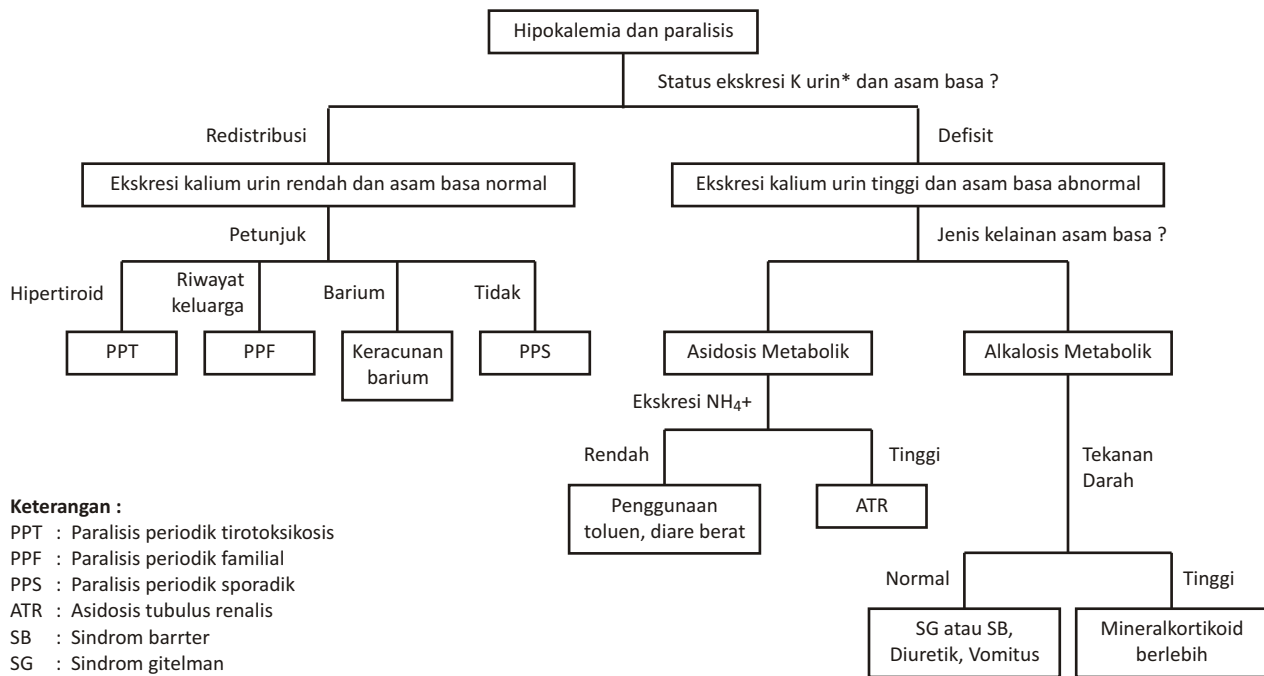 Hipokalemia dan paralisis
Status ekskresi K urin* dan asam basa ?
Redistribusi
Defisit
Ekskresi kalium urin rendah dan asam basa normal
Ekskresi kalium urin tinggi dan asam basa abnormal
Petunjuk
Jenis kelainan asam basa ?
Hipertiroid
Riwayat
keluarga
Barium
Tidak
PPT
PPF
Keracunan
barium
PPS
Asidosis Metabolik
Alkalosis Metabolik
Ekskresi NH₄+
Rendah
Tinggi
Tekanan
Darah
Penggunaan
toluen, diare berat
ATR
Normal
Tinggi
SG atau SB,
Diuretik, Vomitus
Mineralkortikoid
berlebih
Keterangan :
PPT : Paralisis periodik tirotoksikosis
PPF : Paralisis periodik familial
PPS : Paralisis periodik sporadik
ATR : Asidosis tubulus renalis
SB : Sindrom barrter
SG : Sindrom gitelman